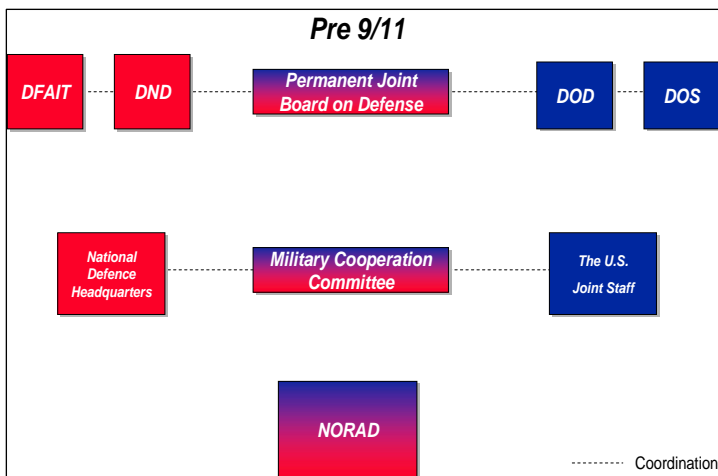 Pre 9/11
DFAIT
DND
Permanent Joint
Board on Defense
DOD
DOS
National
Defence
Headquarters
Military Cooperation
Committee
The U.S.
Joint Staff
NORAD
Coordination